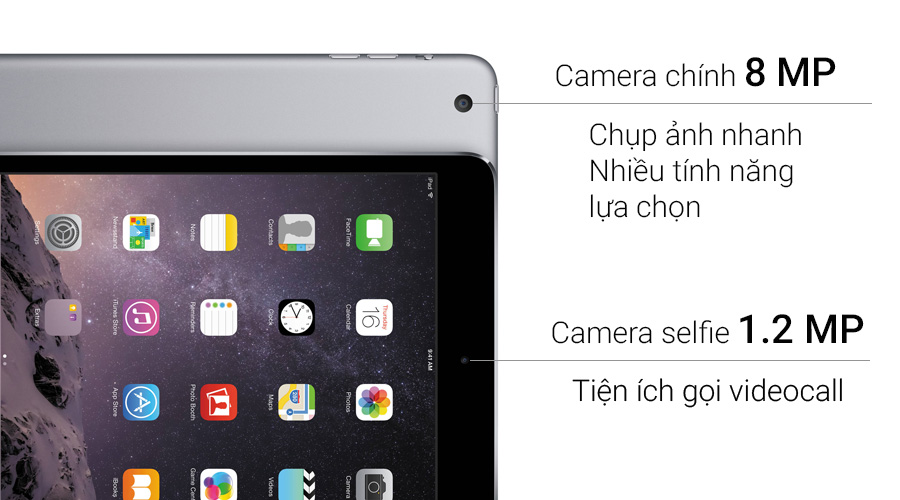 Camera chính 8 MP
Chụp ảnh nhanh
Nhiều tính năng
lựa chọn
Camera selfie 1.2 MP
Tiện ích gọi videocall
iPad
9:41 AM
FaceTime
Calendar
Thursday
16
Photos
Camera
Contacts
Clock
Maps
Videos
Notes
Reminders
Photo Booth
Game Cent
Newsstand
iTunes Store
App Store
iBooks
Settings
Extras